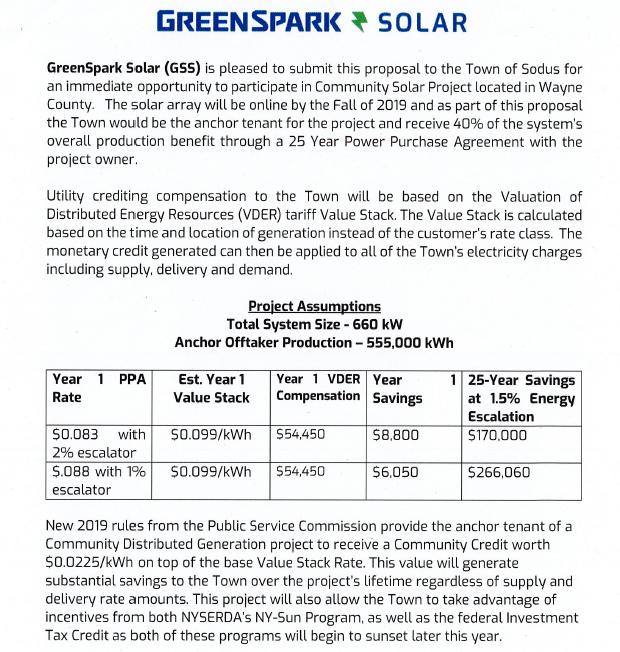 GREENSPARK SOLAR
GreenSpark Solar (GSS) is pleased to submit this proposal to the Town of Sodus for
an immediate opportunity to participate in Community Solar Project located in Wayne
County. The solar array will be online by the Fall of 2019 and as part of this proposal
the Town would be the anchor tenant for the project and receive 40% of the system's
overall production benefit through a 25 Year Power Purchase Agreement with the
project owner.
Utility crediting compensation to the Town will be based on the Valuation of
Distributed Energy Resources (VDER) tariff Value Stack. The Value Stack is calculated
based on the time and location of generation instead of the customer's rate class. The
monetary credit generated can then be applied to all of the Town's electricity charges
including supply, delivery and demand.
Project Assumptions
Total System Size - 660 kW
Anchor Offtaker Production – 555,000 kWh
Year 1 PPA Est. Year 1 Year 1 VDER Year 1 25-Year Savings
Rate Value Stack Compensation Savings at 1.5% Energy
Escalation
$0.083 with $0.099/kWh $54,450 $8,800 $170,000
2% escalator
$.088 with 1% $0.099/kWh $54,450 $6,050 $266,060
escalator
New 2019 rules from the Public Service Commission provide the anchor tenant of a
Community Distributed Generation project to receive a Community Credit worth
$0.0225/kWh on top of the base Value Stack Rate. This value will generate
substantial savings to the Town over the project's lifetime regardless of supply and
delivery rate amounts. This project will also allow the Town to take advantage of
incentives from both NYSERDA's NY-Sun Program, as well as the federal Investment
Tax Credit as both of these programs will begin to sunset later this year.